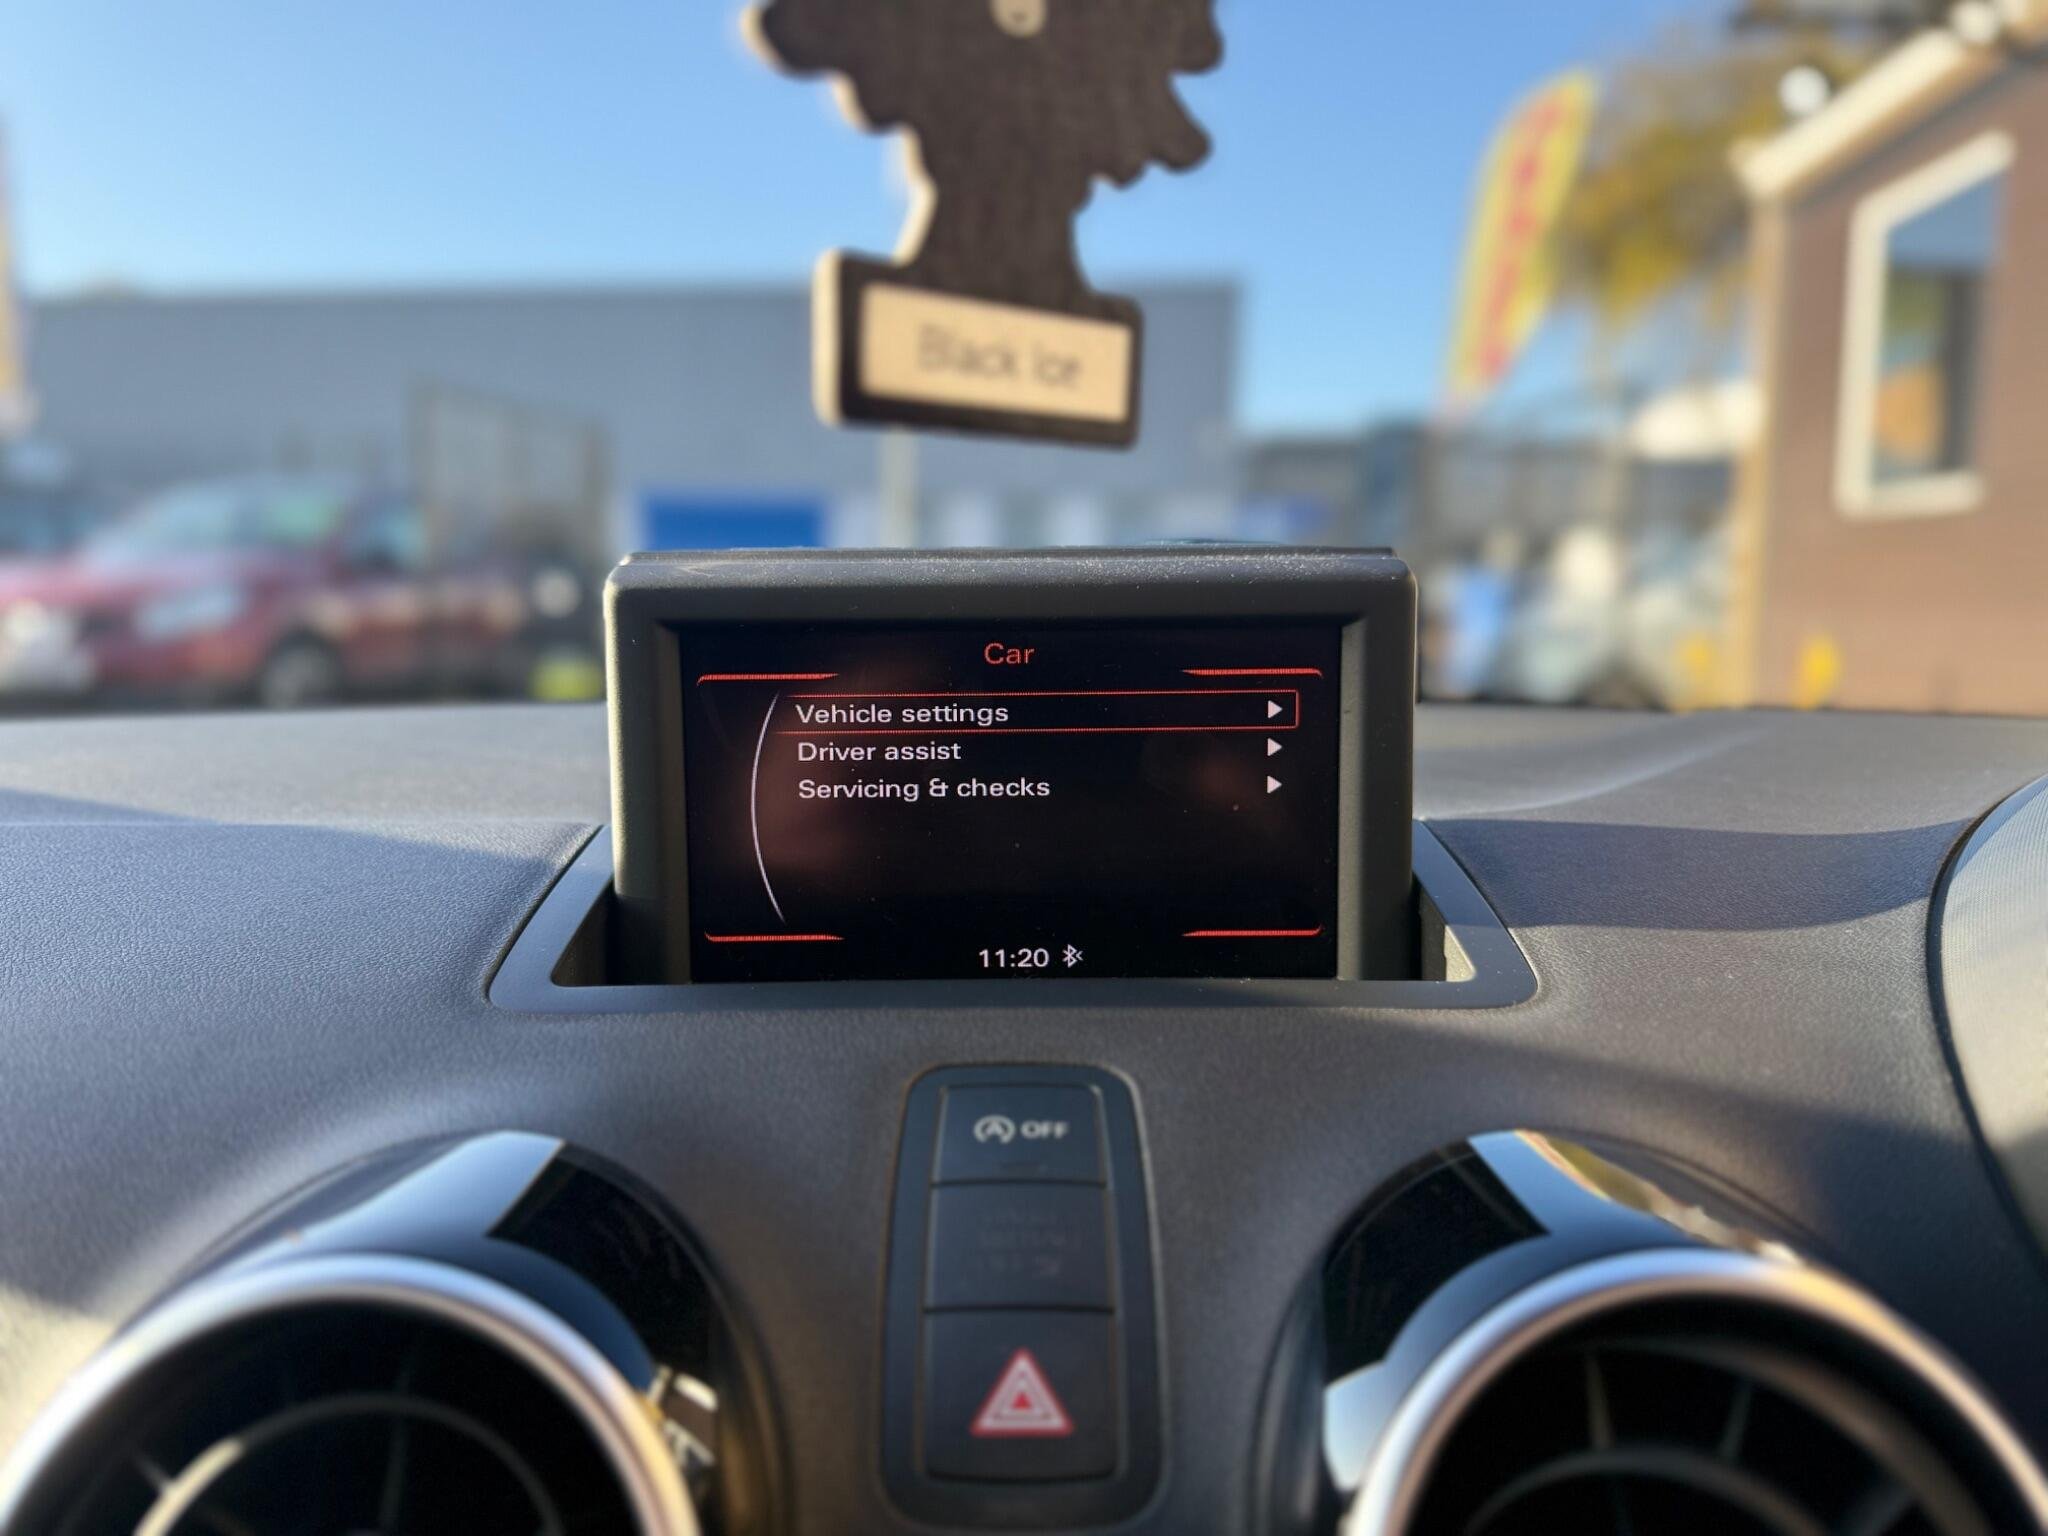 Black Ice
Car
Vehicle settings
Driver assist
Servicing & checks
11:20
OFF